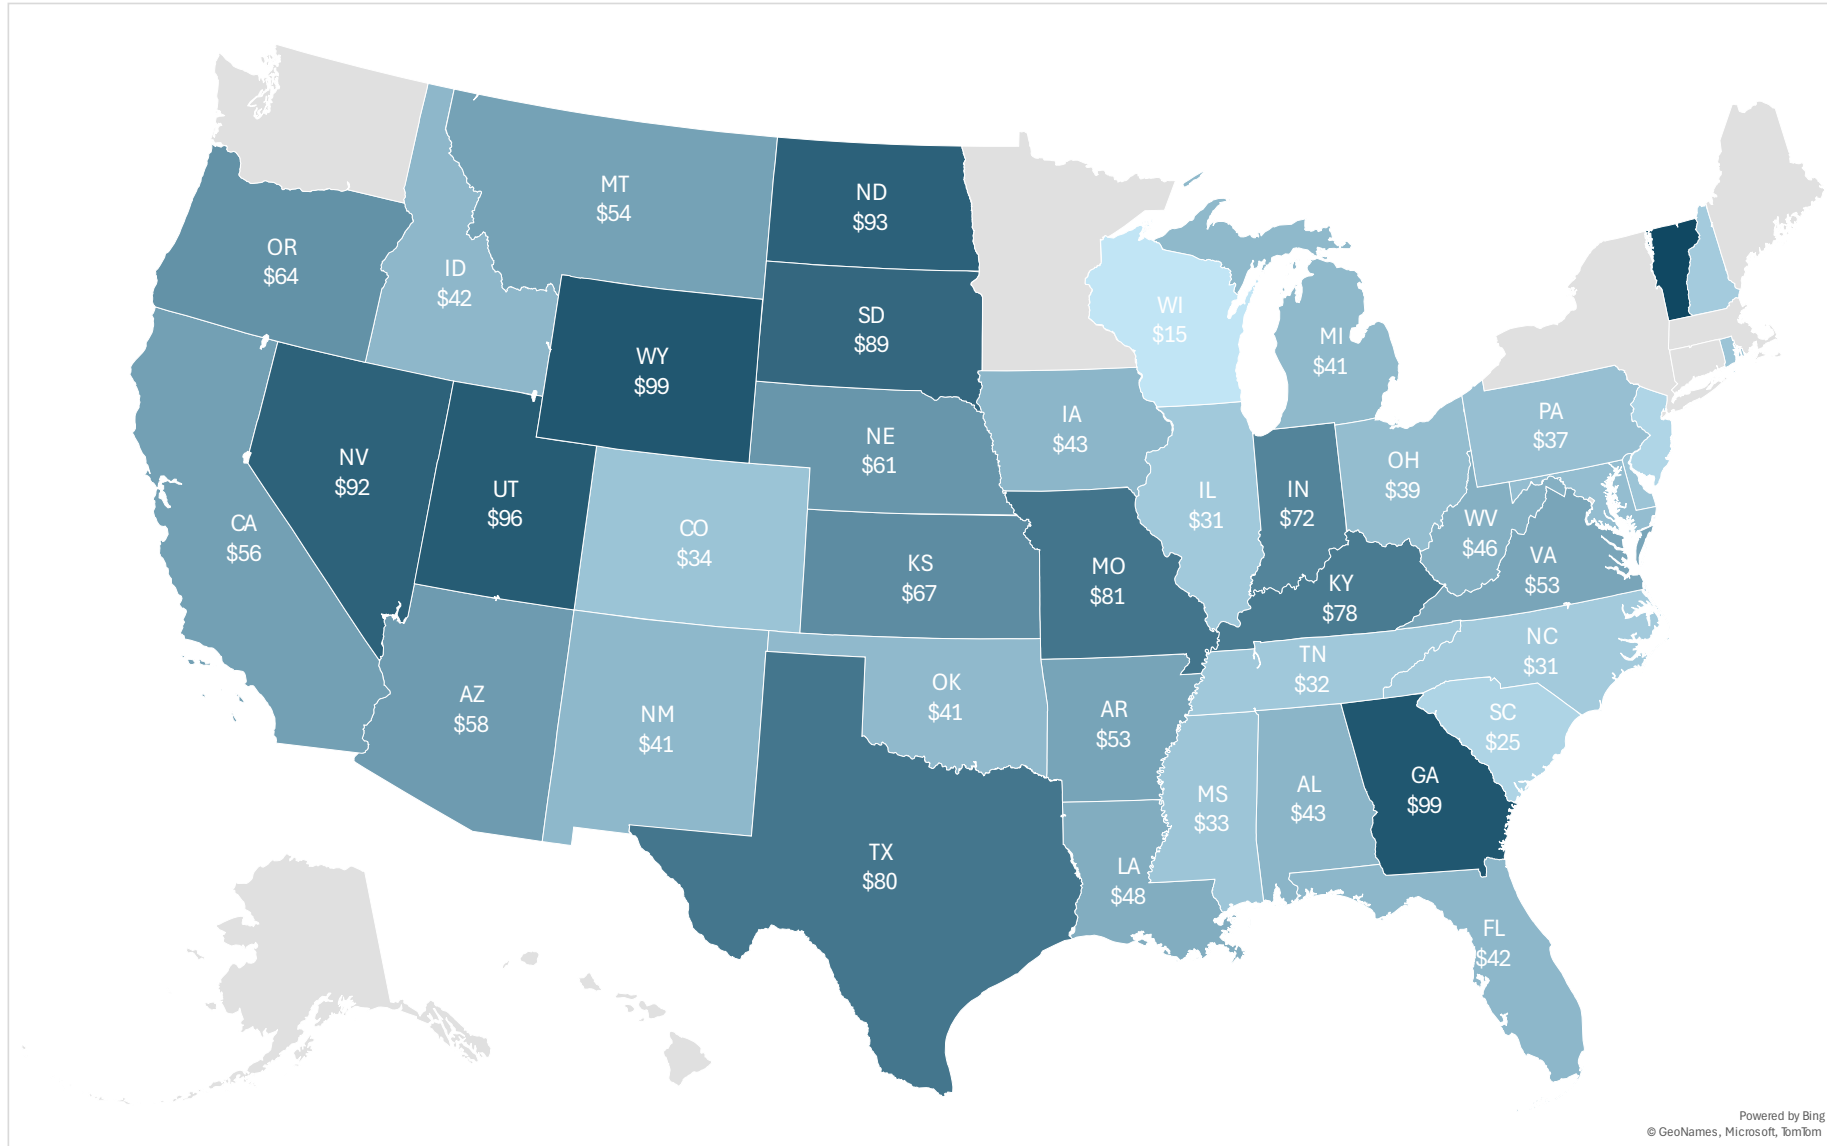 MT
$54
ND
$93
OR
$64
ID
$42
WI
$15
SD
$89
MI
$41
WY
$99
PA
$37
IA
$43
NE
$61
OH
$39
NV
$92
UT
$96
IL
$31
IN
$72
WV
$46
CA
$56
CO
$34
VA
$53
KS
$67
MO
$81
KY
$78
NC
$31
TN
$32
OK
$41
AZ
$58
NM
$41
AR
$53
SC
$25
GA
$99
AL
$43
MS
$33
TX
$80
LA
$48
FL
$42
Powered by Bing
© GeoNames, Microsoft, TomTom